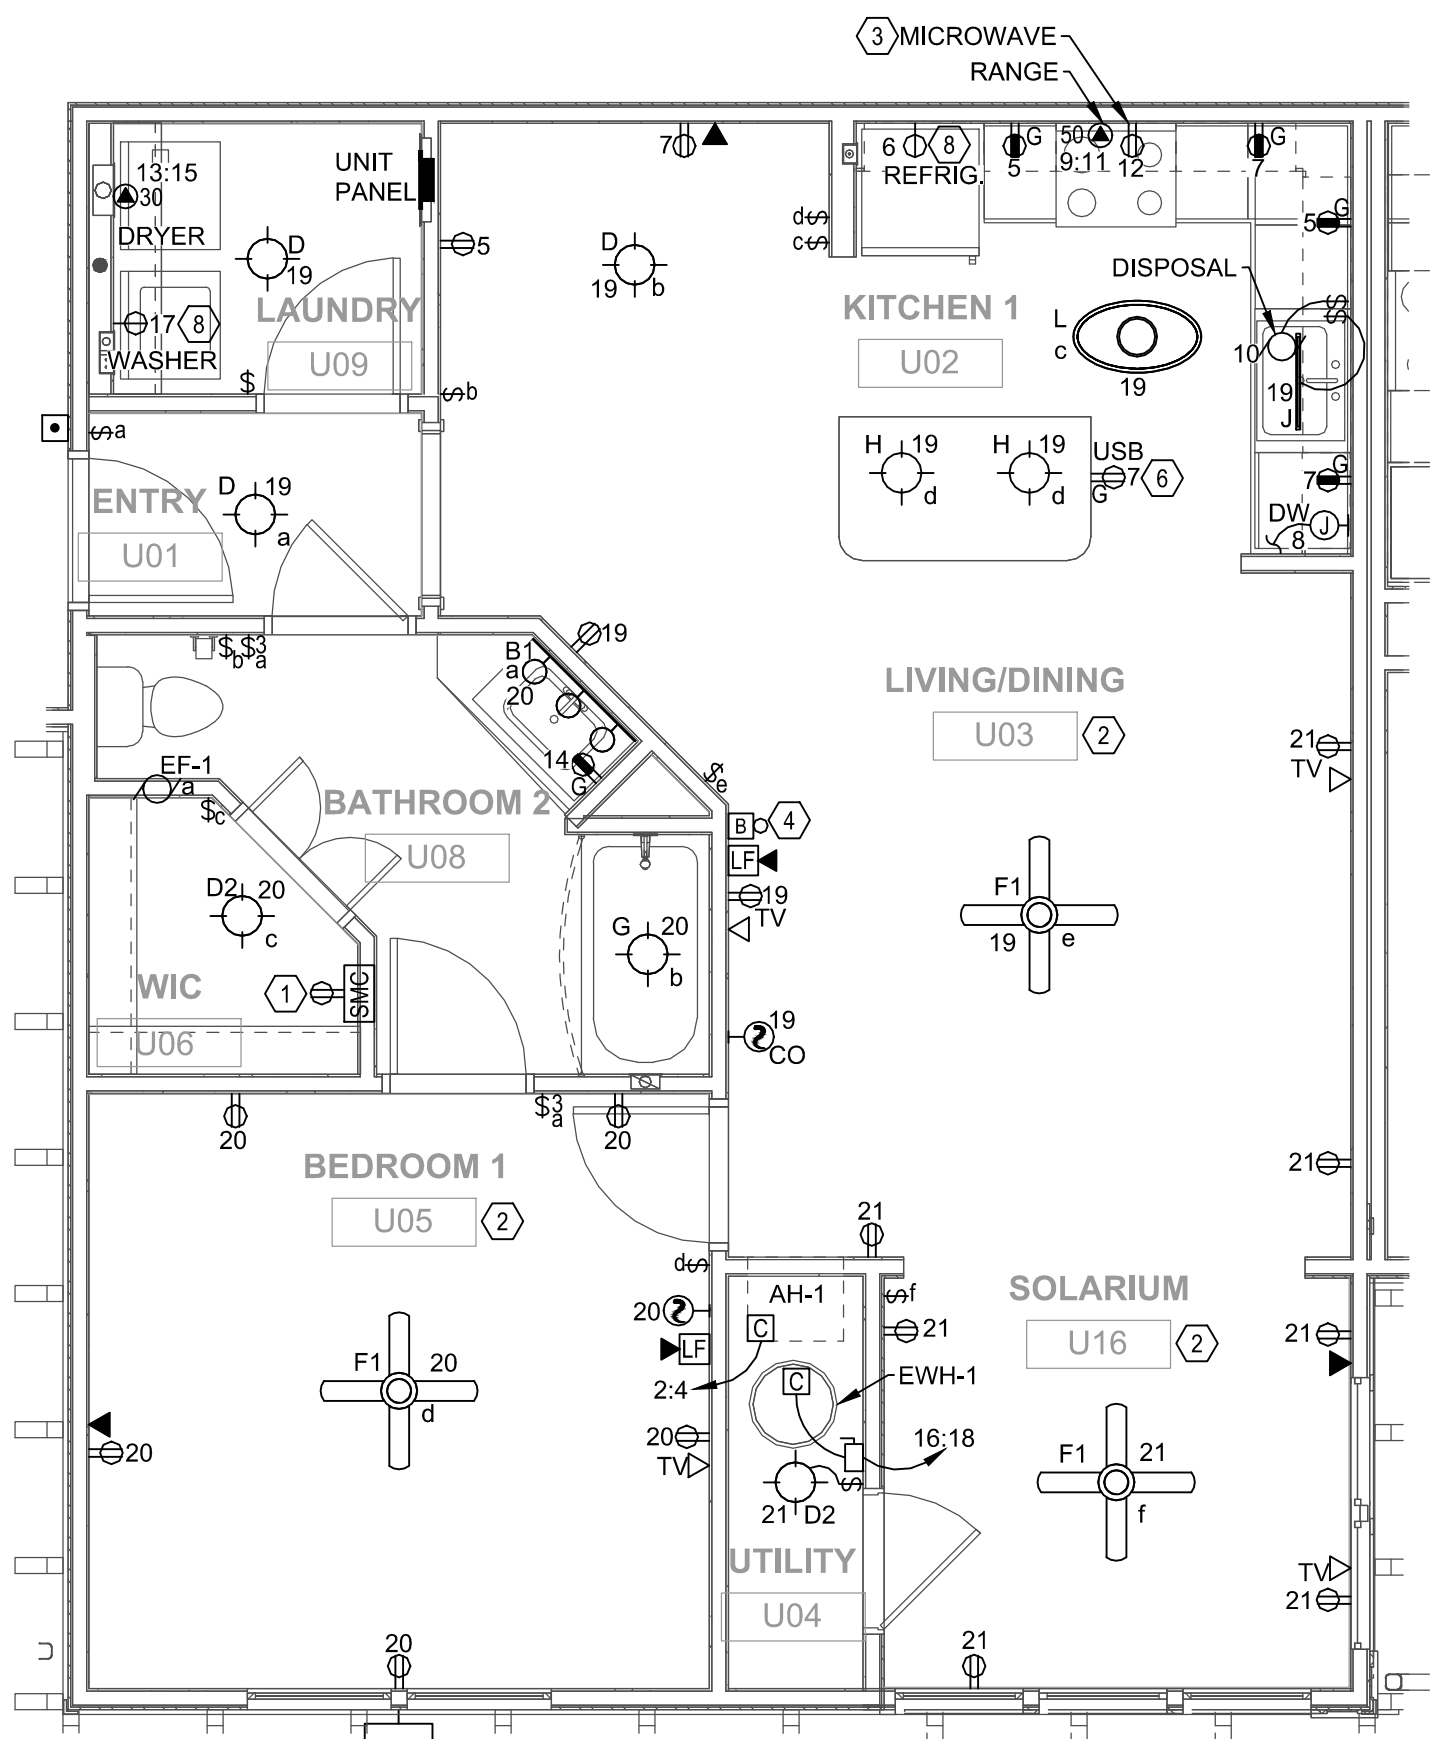 3 MICROWAVE
RANGE
13:15
30
DRYER
UNIT
PANEL
7
6
8
REFRIG.
G
5
50
9:11
12
G
7
5
G
D
19
5
D
19
b
d$
c$
DISPOSAL
LAUNDRY
U09
17
8
WASHER
$
$b
KITCHEN 1
U02
L
c
19
10
$$
19
J
$a
ENTRY
U01
D
19
a
H
19
d
H
19
d
USB
7
G
6
G
7
DW
8
J
$b
$3a
B1
a
20
19
LIVING/DINING
U03
2
14
G
21
TV
EF-1
a
$c
BATHROOM 2
U08
$e
B
4
LF
19
TV
D2
20
c
G
20
b
F1
19
e
WIC
U06
1
SMC
19
CO
20
$3a
20
BEDROOM 1
U05
2
21
21
d$
20
LF
AH-1
C
2:4
$f
21
SOLARIUM
U16
2
21
F1
20
d
C
EWH-1
20
20
TV
16:18
$
21
D2
F1
21
f
UTILITY
U04
TV
21
20
21